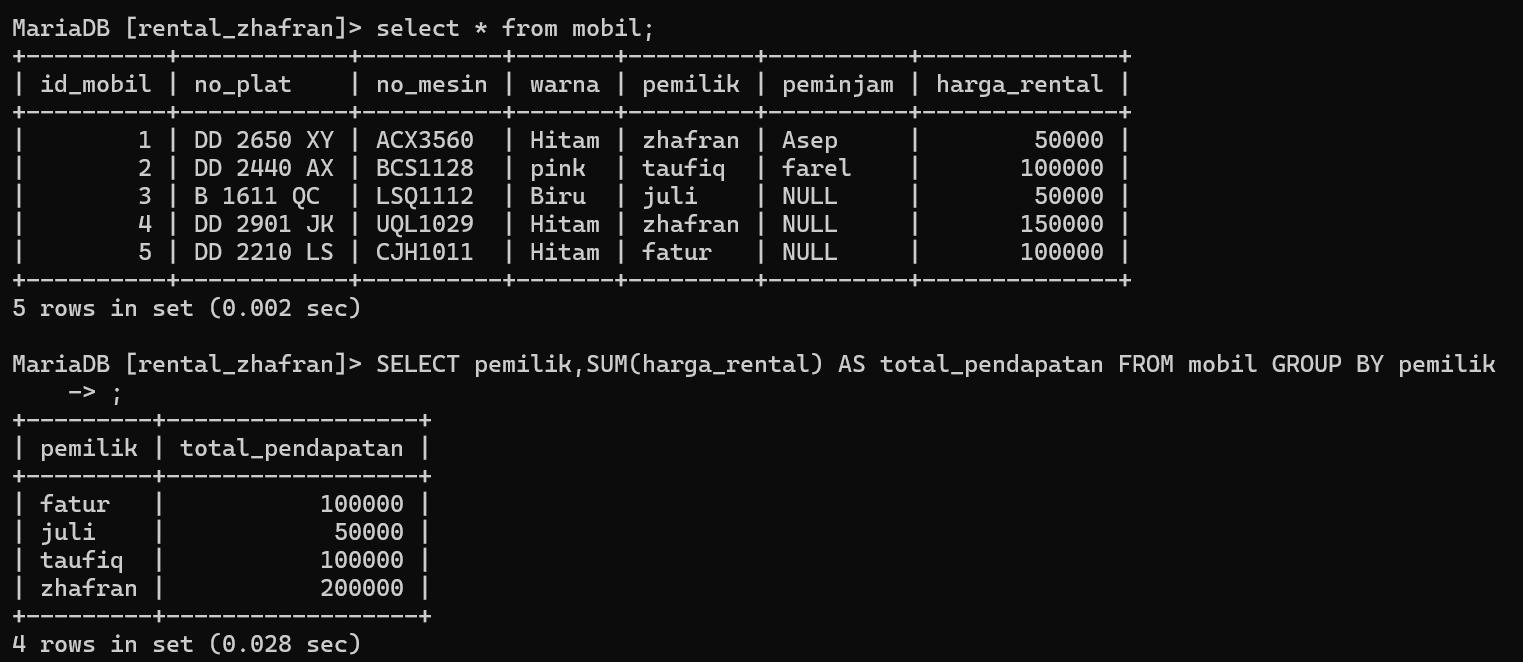 MariaDB [rental_zhafran]> select * from mobil;
+----------+------------+----------+-------+---------+----------+--------------+
| id_mobil | no_plat    | no_mesin | warna | pemilik | peminjam | harga_rental |
+----------+------------+----------+-------+---------+----------+--------------+
|        1 | DD 2650 XY | ACX3560  | Hitam | zhafran | Asep     |        50000 |
|        2 | DD 2440 AX | BCS1128  | pink  | taufiq  | farel    |       100000 |
|        3 | B 1611 QC  | LSQ1112  | Biru  | juli    | NULL     |        50000 |
|        4 | DD 2901 JK | UQL1029  | Hitam | zhafran | NULL     |       150000 |
|        5 | DD 2210 LS | CJH1011  | Hitam | fatur   | NULL     |       100000 |
+----------+------------+----------+-------+---------+----------+--------------+
5 rows in set (0.002 sec)
MariaDB [rental_zhafran]> SELECT pemilik,SUM(harga_rental) AS total_pendapatan FROM mobil GROUP BY pemilik
    -> ;
+---------+------------------+
| pemilik | total_pendapatan |
+---------+------------------+
| fatur   |           100000 |
| juli    |            50000 |
| taufiq  |           100000 |
| zhafran |           200000 |
+---------+------------------+
4 rows in set (0.028 sec)